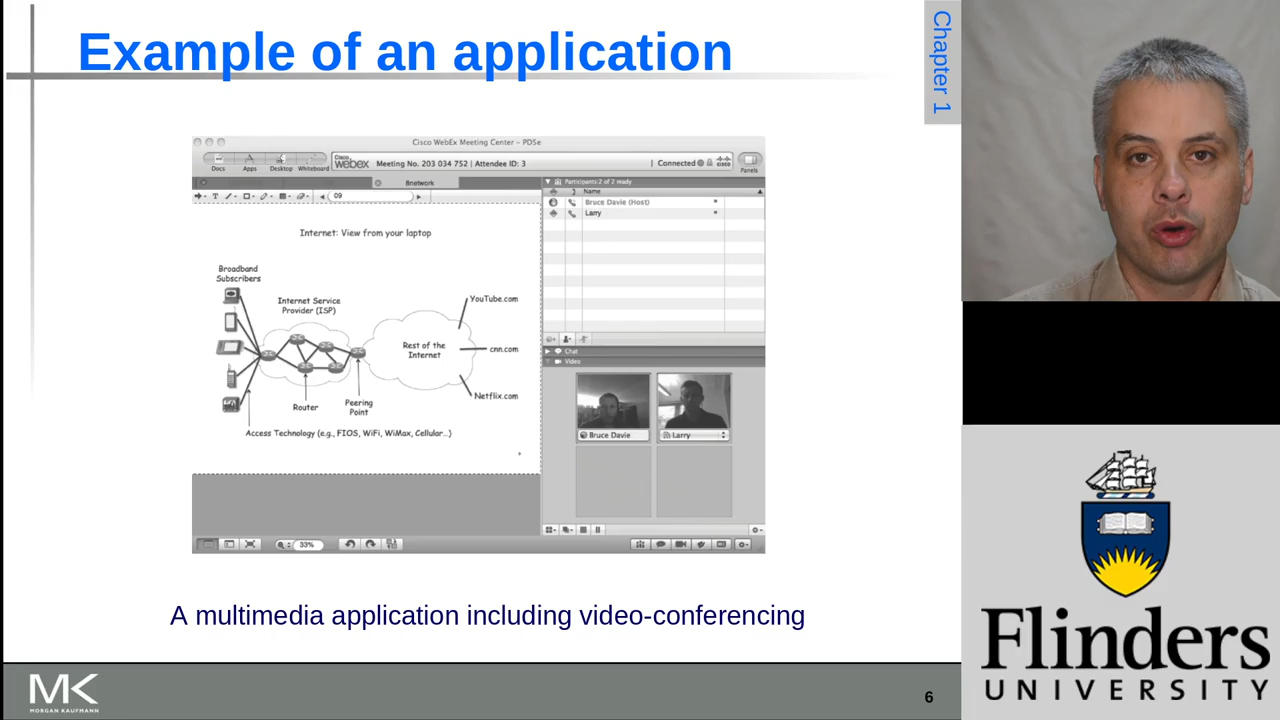 Example of an application
Chapter 1
Cisco WebEx Meeting Center – PDSe
Docs
Apps
Desktop
Whiteboard
Cisco
webex
Meeting No. 203 034 752 | Attendee ID: 3
Connected
CISCO
Panels
Participants: 2 of 2 ready
Name
09
Bruce Davie (Host)
Larry
Internet: View from your laptop
Broadband
Subscribers
Internet Service
Provider (ISP)
YouTube.com
Rest of the
Internet
cnn.com
Netflix.com
Router
Peering
Point
Access Technology (e.g., FIOS, WiFi, WiMax, Cellular...)
Chat
Video
Bruce Davie
Larry
33%
A multimedia application including video-conferencing
MK
MORGAN KAUFMANN
6
Flinders
UNIVERSITY